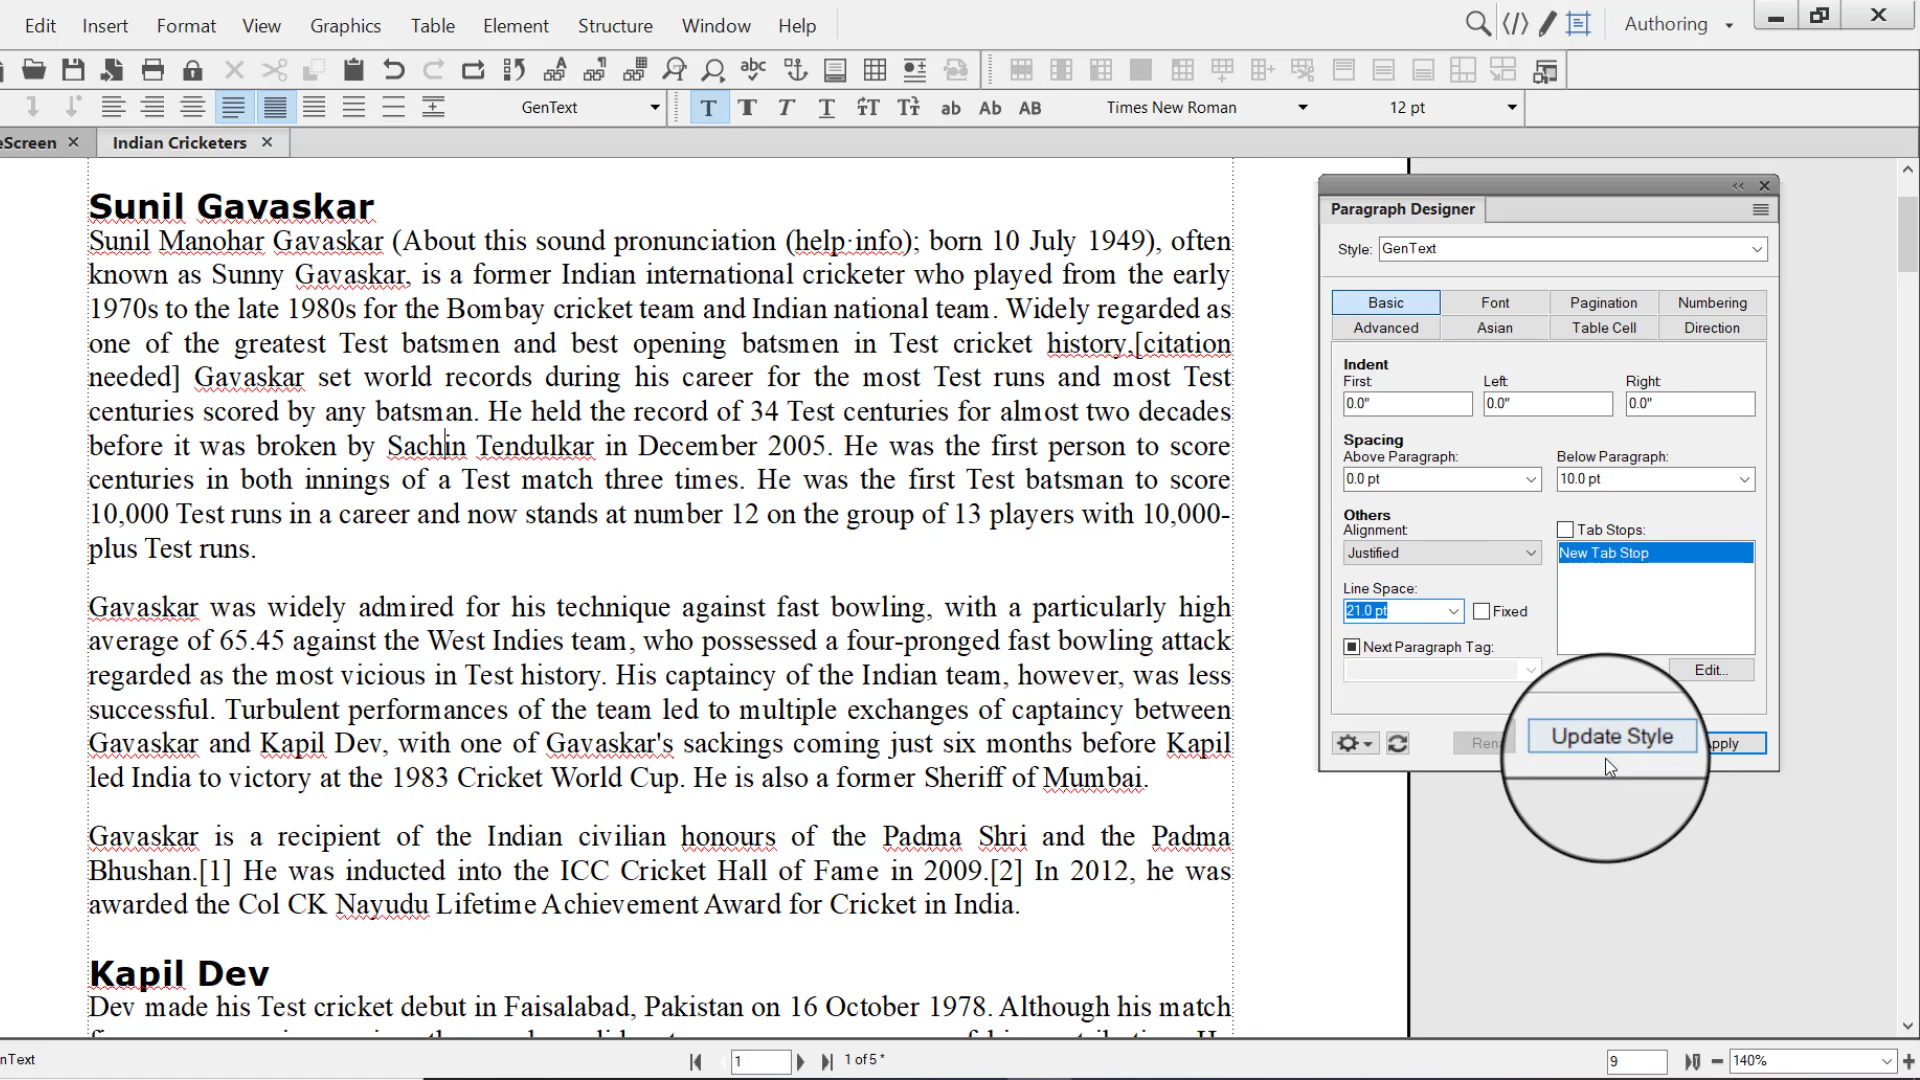 Edit Insert Format View Graphics Table Element Structure Window Help
Authoring
GenText
Times New Roman
12 pt
eScreen
Indian Cricketers
Sunil Gavaskar
Sunil Manohar Gavaskar (About this sound pronunciation (help·info); born 10 July 1949), often
known as Sunny Gavaskar, is a former Indian international cricketer who played from the early
1970s to the late 1980s for the Bombay cricket team and Indian national team. Widely regarded as
one of the greatest Test batsmen and best opening batsmen in Test cricket history,[citation
needed] Gavaskar set world records during his career for the most Test runs and most Test
centuries scored by any batsman. He held the record of 34 Test centuries for almost two decades
before it was broken by Sachin Tendulkar in December 2005. He was the first person to score
centuries in both innings of a Test match three times. He was the first Test batsman to score
10,000 Test runs in a career and now stands at number 12 on the group of 13 players with 10,000-
plus Test runs.
Gavaskar was widely admired for his technique against fast bowling, with a particularly high
average of 65.45 against the West Indies team, who possessed a four-pronged fast bowling attack
regarded as the most vicious in Test history. His captaincy of the Indian team, however, was less
successful. Turbulent performances of the team led to multiple exchanges of captaincy between
Gavaskar and Kapil Dev, with one of Gavaskar's sackings coming just six months before Kapil
led India to victory at the 1983 Cricket World Cup. He is also a former Sheriff of Mumbai.
Gavaskar is a recipient of the Indian civilian honours of the Padma Shri and the Padma
Bhushan.[1] He was inducted into the ICC Cricket Hall of Fame in 2009.[2] In 2012, he was
awarded the Col CK Nayudu Lifetime Achievement Award for Cricket in India.
Kapil Dev
Dev made his Test cricket debut in Faisalabad, Pakistan on 16 October 1978. Although his match
Paragraph Designer
Style: GenText
Basic Font Pagination Numbering
Advanced Asian Table Cell Direction
Indent
First: Left: Right:
0.0" 0.0" 0.0"
Spacing
Above Paragraph: Below Paragraph:
0.0 pt 10.0 pt
Others
Alignment: Tab Stops:
Justified New Tab Stop
Line Space:
21.0 pt Fixed
Next Paragraph Tag:
Edit...
Ren Update Style pply
nText
1
1 of 5 *
9
140%